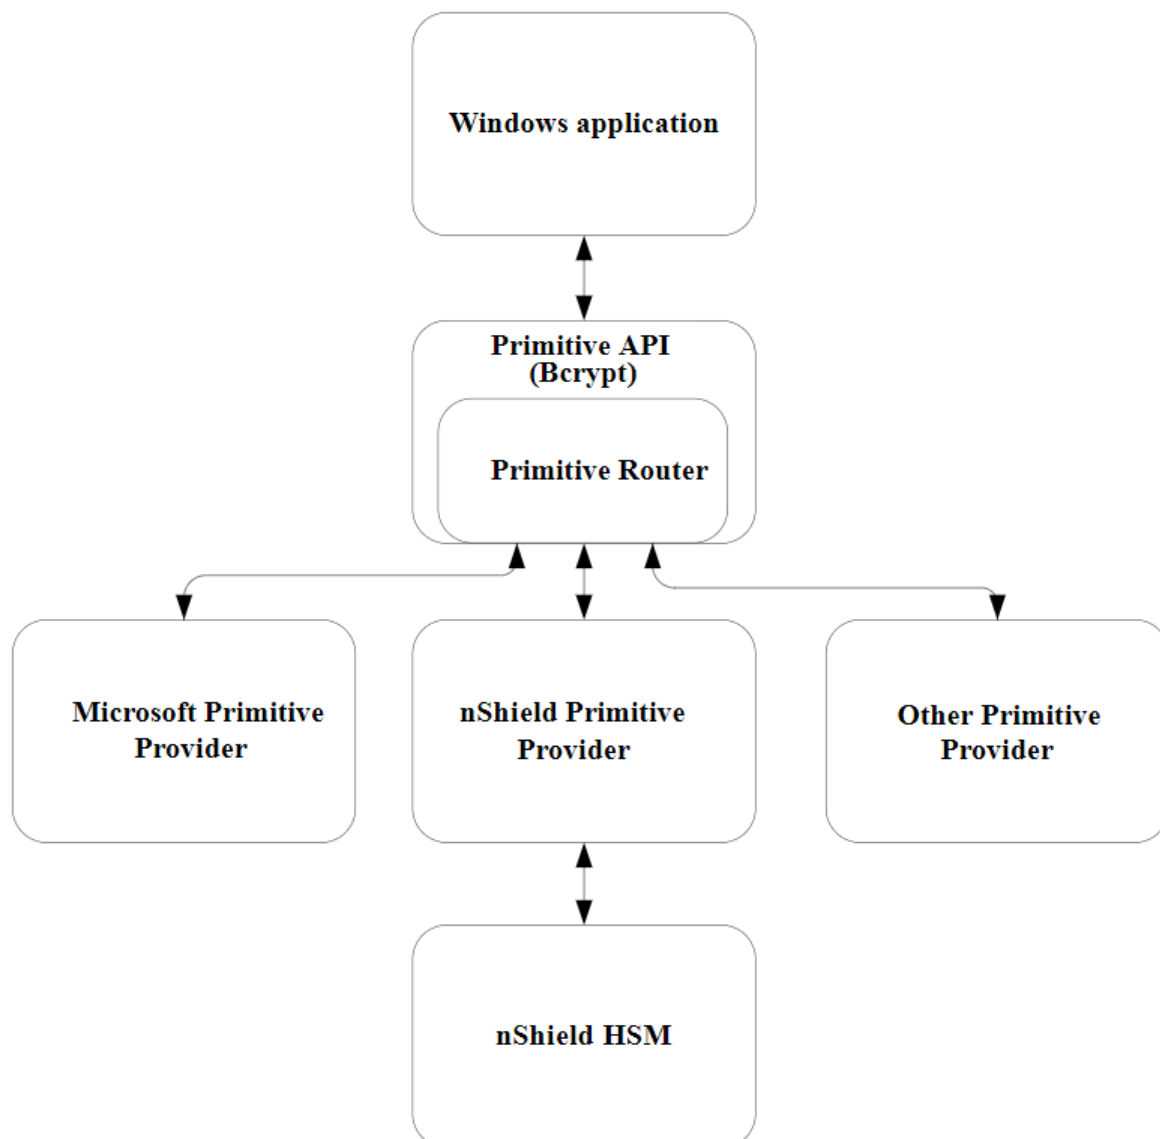 Windows application
Primitive API
(Bcrypt)
Primitive Router
Microsoft Primitive
Provider
nShield Primitive
Provider
Other Primitive
Provider
nShield HSM